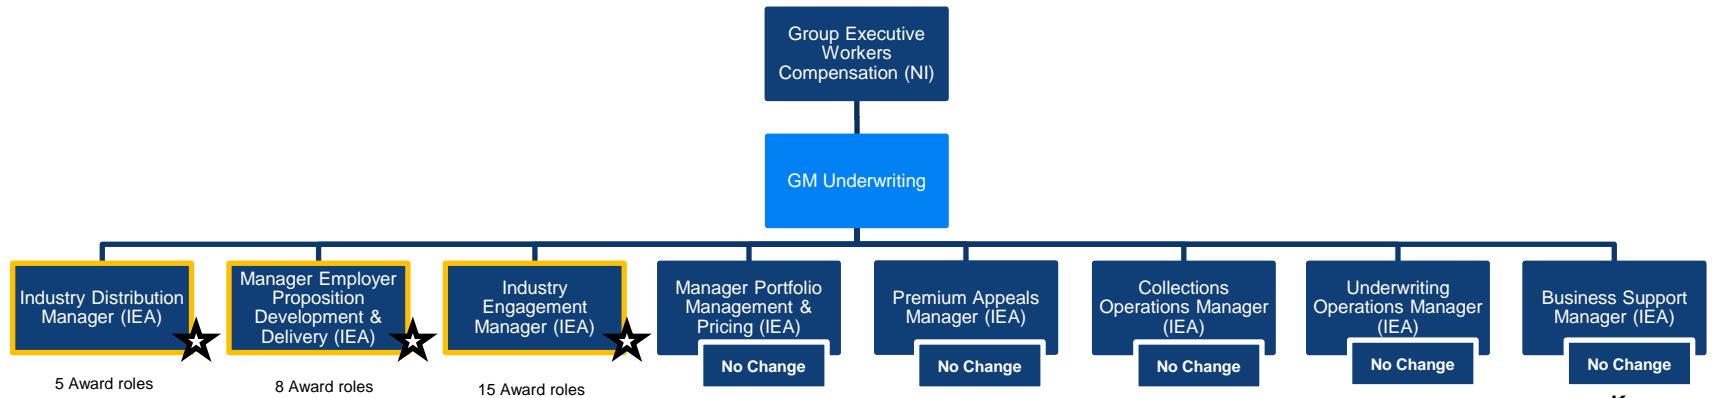 Group Executive
Workers
Compensation (NI)
GM Underwriting
Industry Distribution
Manager (IEA)
Manager Employer
Proposition
Development &
Delivery (IEA)
Industry
Engagement
Manager (IEA)
Manager Portfolio
Management &
Pricing (IEA)
Premium Appeals
Manager (IEA)
Collections
Operations Manager
(IEA)
Underwriting
Operations Manager
(IEA)
Business Support
Manager (IEA)
No Change
No Change
No Change
No Change
No Change
5 Award roles
8 Award roles
15 Award roles